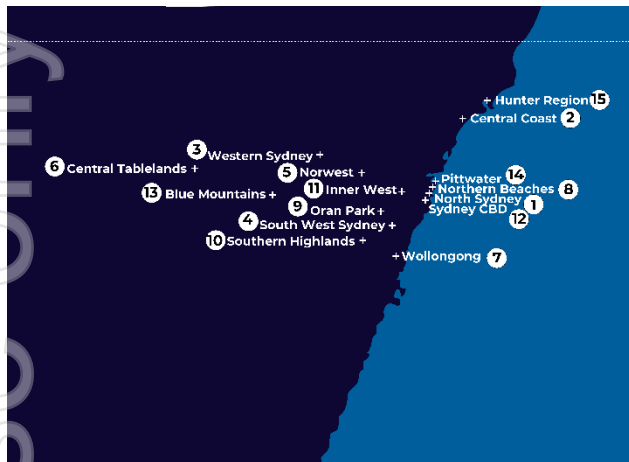 Hunter Region 15
Central Coast 2
3 Western Sydney
6 Central Tablelands
5 Norwest
Pittwater 14
13 Blue Mountains
11 Inner West
Northern Beaches 8
9 Oran Park
North Sydney 1
4 South West Sydney
Sydney CBD 12
10 Southern Highlands
Wollongong 7